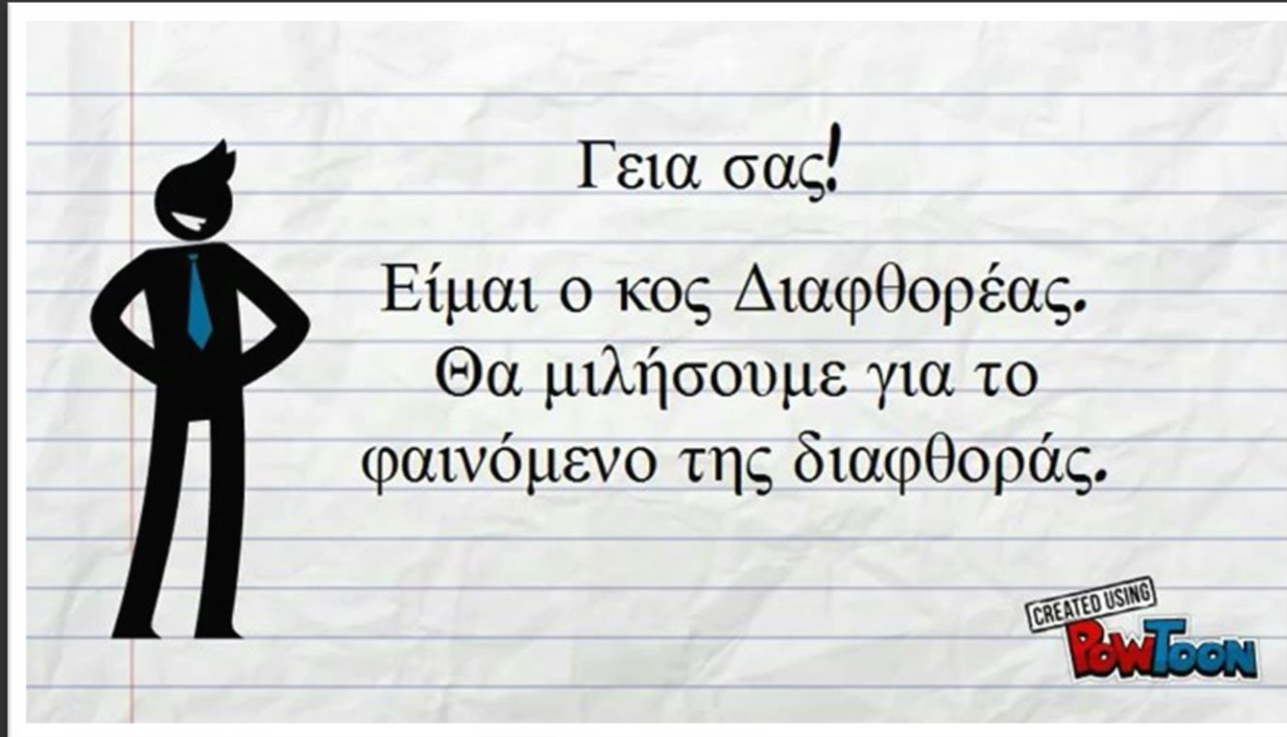 Γεια σας!
Είμαι ο κος Διαφθορέας.
Θα μιλήσουμε για το
φαινόμενο της διαφθοράς.
CREATED USING
POWTOON